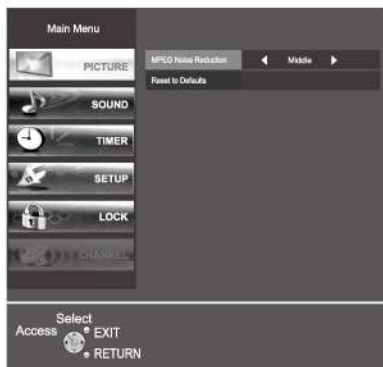 Main Menu
PICTURE
MPEG Noise Reduction Middle
Reset to Defaults
SOUND
TIMER
SETUP
LOCK
CHANNEL
Select
Access EXIT
RETURN